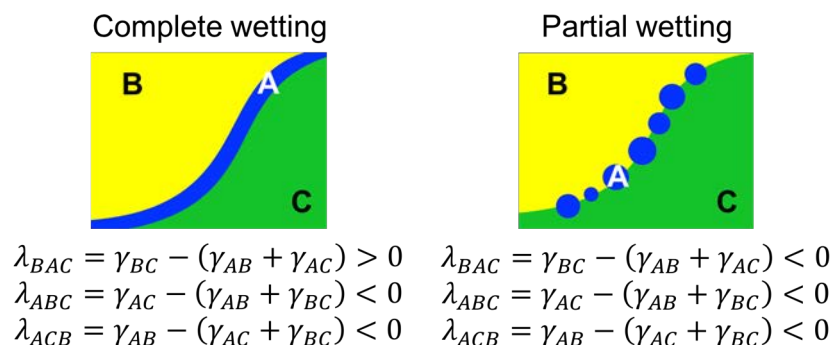 Complete wetting
B
A
C
λ_BAC = γ_BC − (γ_AB + γ_AC) > 0
λ_ABC = γ_AC − (γ_AB + γ_BC) < 0
λ_ACB = γ_AB − (γ_AC + γ_BC) < 0
Partial wetting
B
A
C
λ_BAC = γ_BC − (γ_AB + γ_AC) < 0
λ_ABC = γ_AC − (γ_AB + γ_BC) < 0
λ_ACB = γ_AB − (γ_AC + γ_BC) < 0